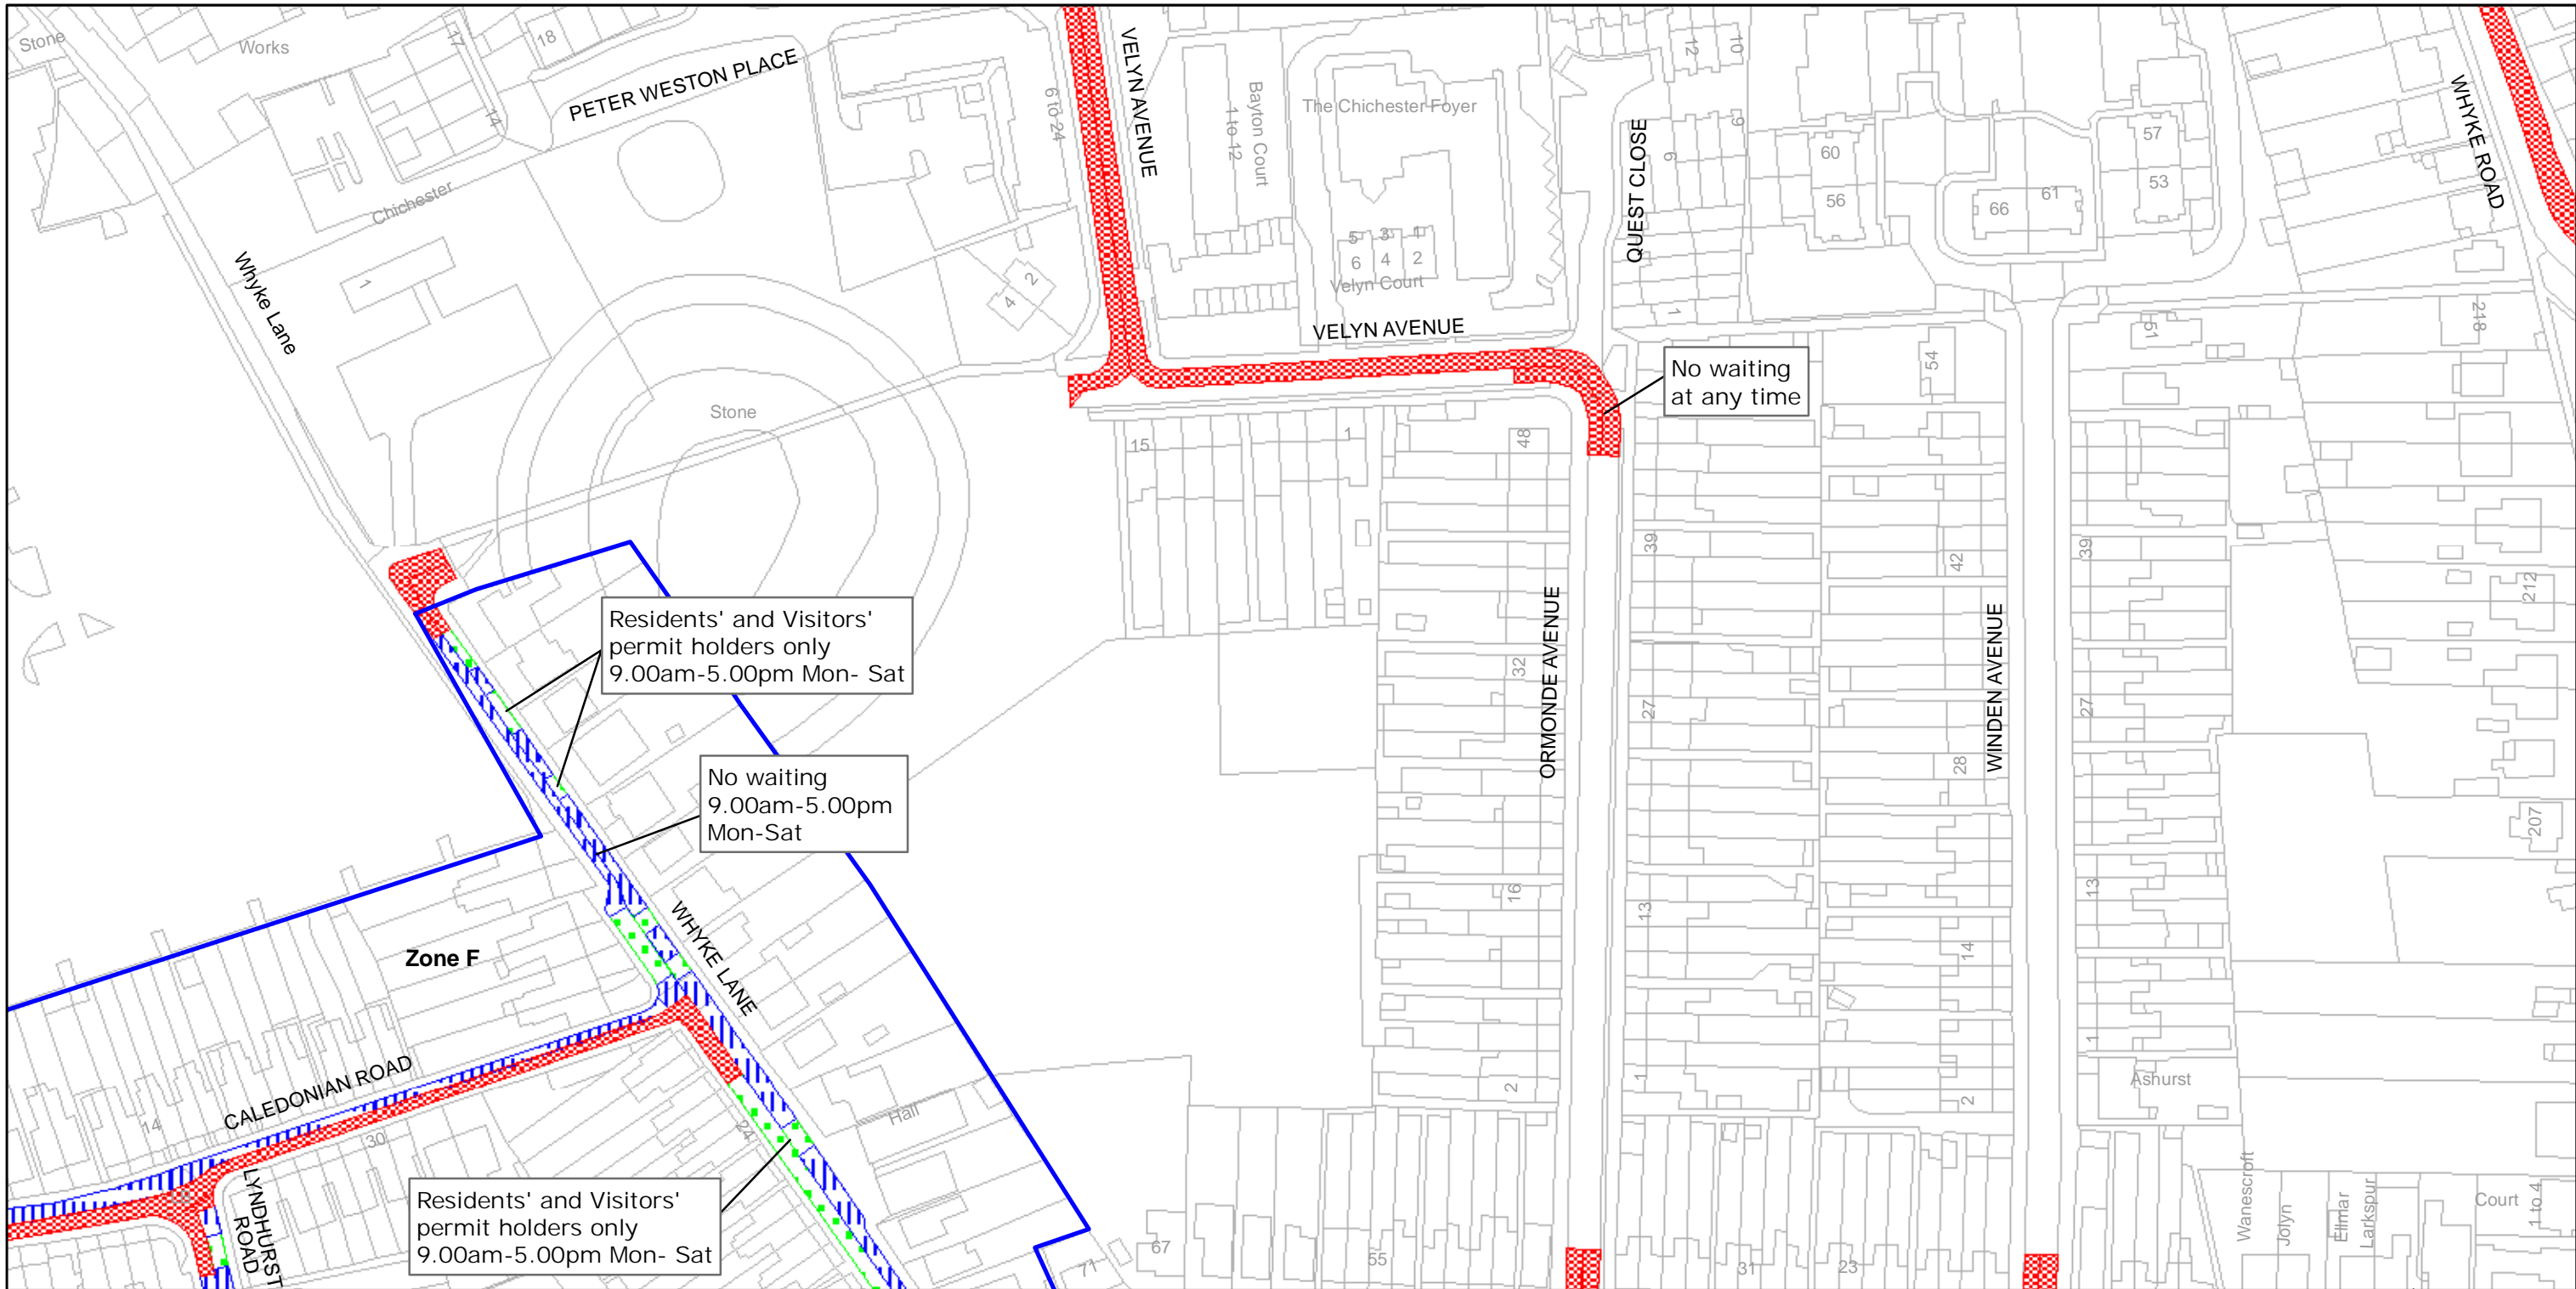 Stone
Works
17
18
14
PETER WESTON PLACE
Chichester
1
Whyke Lane
6 to 24
VELYN AVENUE
Bayton Court
1 to 12
The Chichester Foyer
5 3 1
6 4 2
Velyn Court
VELYN AVENUE
2
4
QUEST CLOSE
12
10
9
6
1
60
56
57
53
61
66
WHYKE ROAD
218
51
54
No waiting
at any time
Stone
15
1
48
39
42
39
212
Residents' and Visitors'
permit holders only
9.00am-5.00pm Mon- Sat
No waiting
9.00am-5.00pm
Mon-Sat
ORMONDE AVENUE
32
27
WINDEN AVENUE
28
27
207
16
13
14
13
Zone F
WHYKE LANE
CALEDONIAN ROAD
14
30
24
Hall
2
1
2
1
Ashurst
LYNDHURST
ROAD
Residents' and Visitors'
permit holders only
9.00am-5.00pm Mon- Sat
67
71
55
31
23
Wanescroft
Jolyn
Ellmar
Larkspur
Court
1 to 4